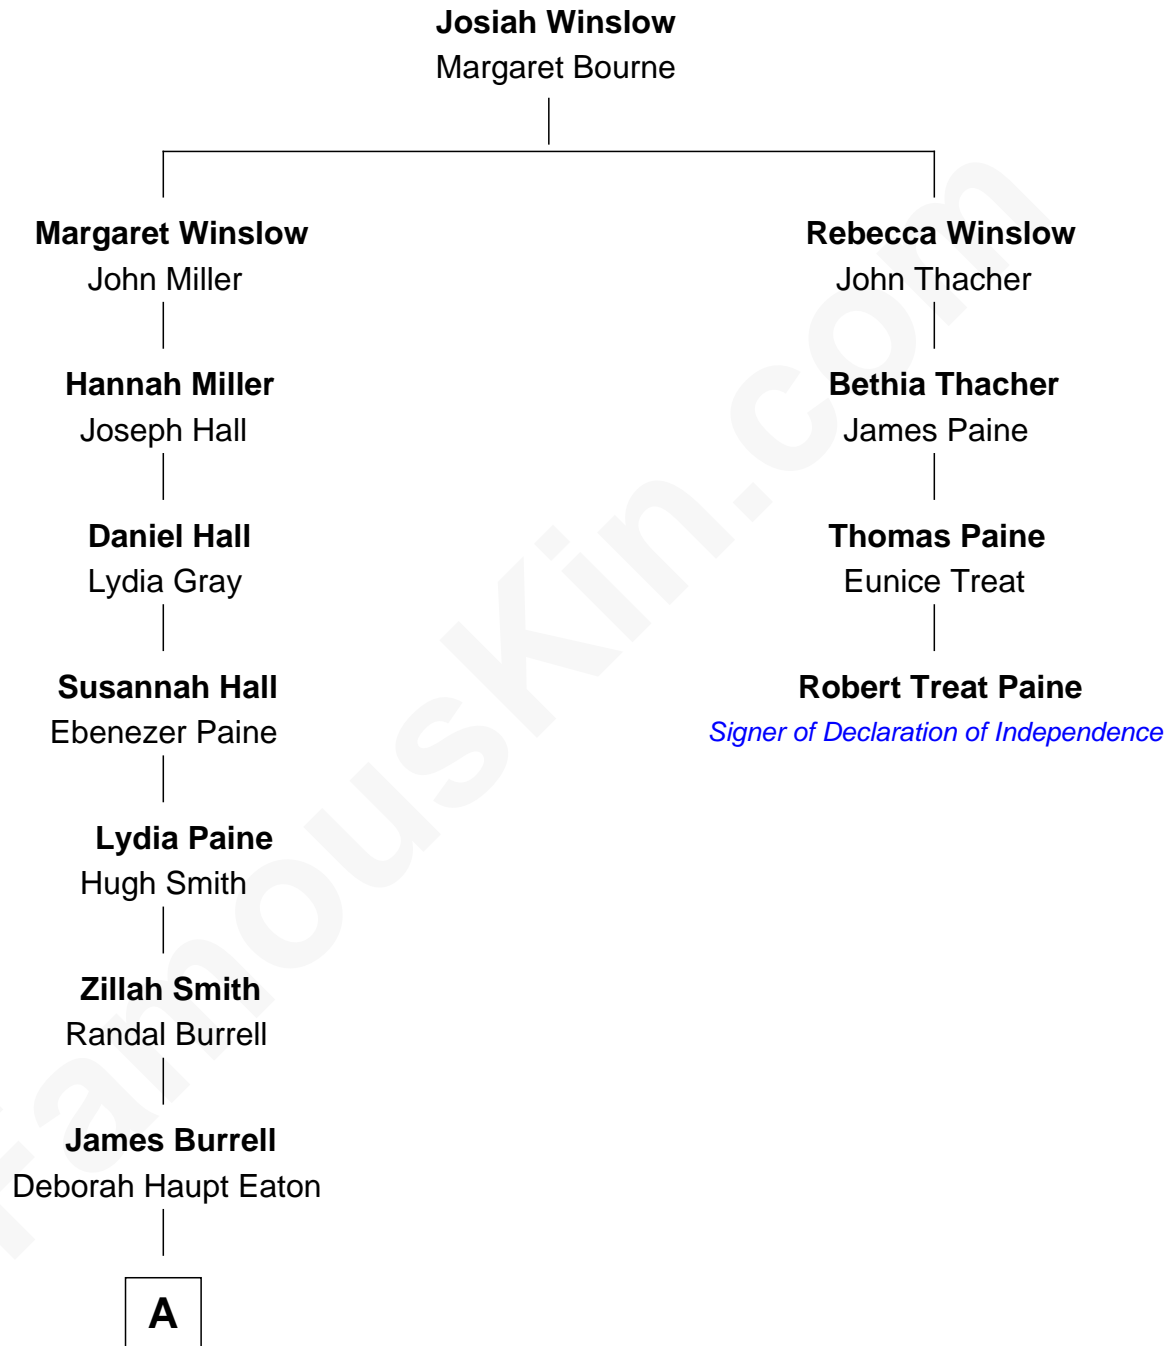 Josiah Winslow
Margaret Bourne
Margaret Winslow
John Miller
Rebecca Winslow
John Thacher
Hannah Miller
Joseph Hall
Bethia Thacher
James Paine
Daniel Hall
Lydia Gray
Thomas Paine
Eunice Treat
Susannah Hall
Ebenezer Paine
Robert Treat Paine
Signer of Declaration of Independence
Lydia Paine
Hugh Smith
Zillah Smith
Randal Burrell
James Burrell
Deborah Haupt Eaton
A
FamousKin.com